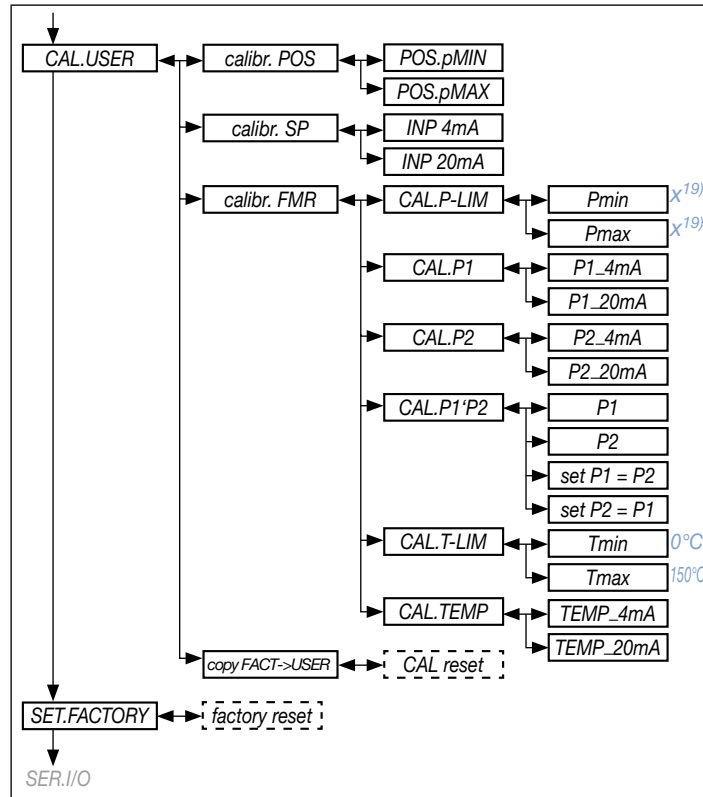 CAL.USER
calibr. POS
POS.pMIN
POS.pMAX
calibr. SP
INP 4mA
INP 20mA
calibr. FMR
CAL.P-LIM
Pmin
x19)
Pmax
x19)
CAL.P1
P1_4mA
P1_20mA
CAL.P2
P2_4mA
P2_20mA
CAL.P1'P2
P1
P2
set P1 = P2
set P2 = P1
CAL.T-LIM
Tmin
0°C
Tmax
150°C
CAL.TEMP
TEMP_4mA
TEMP_20mA
copy FACT->USER
CAL reset
SET.FACTORY
factory reset
SER.I/O